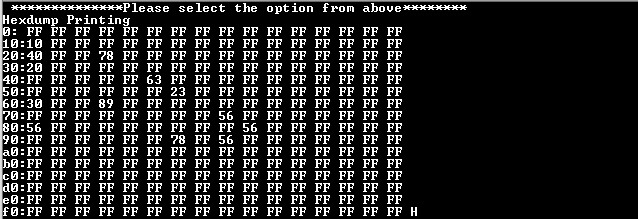 **************Please select the option from above********
Hexdump Printing
0: FF FF FF FF FF FF FF FF FF FF FF FF FF FF FF FF
10:10 FF FF FF FF FF FF FF FF FF FF FF FF FF FF FF
20:40 FF FF 78 FF FF FF FF FF FF FF FF FF FF FF FF
30:20 FF FF FF FF FF FF FF FF FF FF FF FF FF FF FF
40:FF FF FF FF FF 63 FF FF FF FF FF FF FF FF FF FF
50:FF FF FF FF FF FF 23 FF FF FF FF FF FF FF FF FF
60:30 FF FF 89 FF FF FF FF FF FF FF FF FF FF FF FF
70:FF FF FF FF FF FF FF FF 56 FF FF FF FF FF FF FF
80:56 FF FF FF FF FF FF FF FF 56 FF FF FF FF FF FF
90:FF FF FF FF FF FF 78 FF 56 FF FF FF FF FF FF FF
a0:FF FF FF FF FF FF FF FF FF FF FF FF FF FF FF FF
b0:FF FF FF FF FF FF FF FF FF FF FF FF FF FF FF FF
c0:FF FF FF FF FF FF FF FF FF FF FF FF FF FF FF FF
d0:FF FF FF FF FF FF FF FF FF FF FF FF FF FF FF FF
e0:FF FF FF FF FF FF FF FF FF FF FF FF FF FF FF FF
f0:FF FF FF FF FF FF FF FF FF FF FF FF FF FF FF FF H